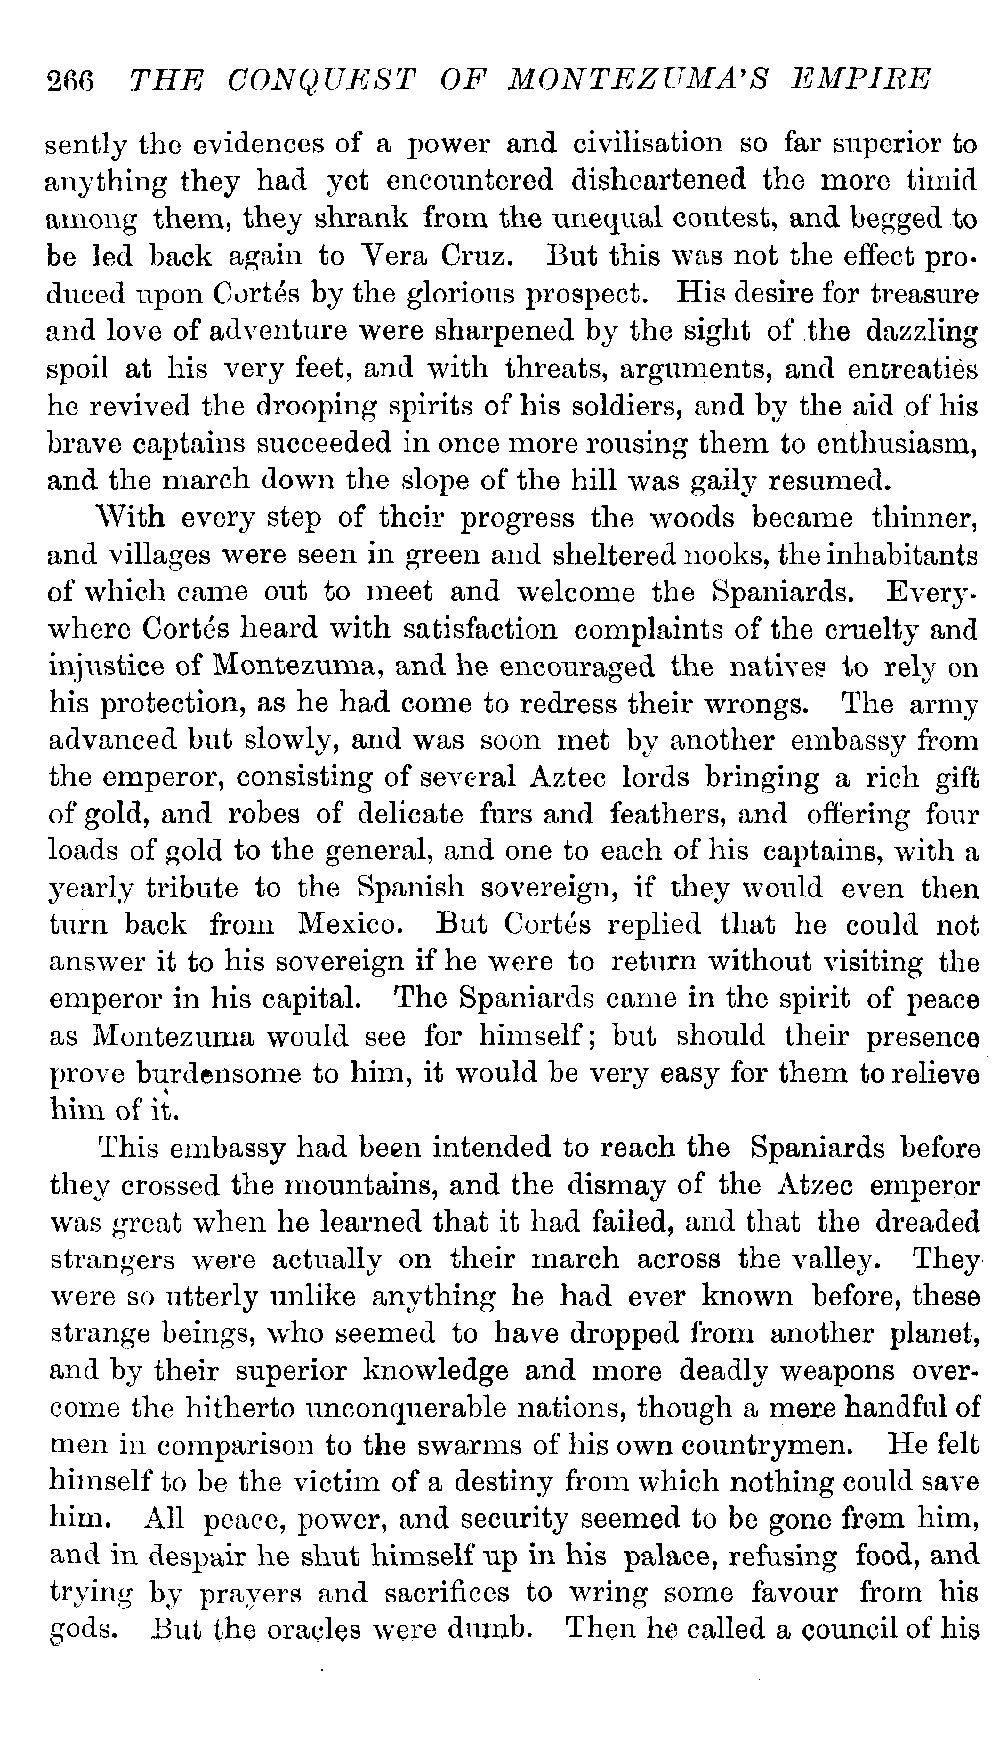 266 THE CONQUEST OF MONTEZUMA'S EMPIRE
sently the evidences of a power and civilisation so far superior to
anything they had yet encountered disheartened the more timid
among them, they shrank from the unequal contest, and begged to
be led back again to Vera Cruz. But this was not the effect pro-
duced upon Cortés by the glorious prospect. His desire for treasure
and love of adventure were sharpened by the sight of the dazzling
spoil at his very feet, and with threats, arguments, and entreaties
he revived the drooping spirits of his soldiers, and by the aid of his
brave captains succeeded in once more rousing them to enthusiasm,
and the march down the slope of the hill was gaily resumed.
With every step of their progress the woods became thinner,
and villages were seen in green and sheltered nooks, the inhabitants
of which came out to meet and welcome the Spaniards. Every-
where Cortés heard with satisfaction complaints of the cruelty and
injustice of Montezuma, and he encouraged the natives to rely on
his protection, as he had come to redress their wrongs. The army
advanced but slowly, and was soon met by another embassy from
the emperor, consisting of several Aztec lords bringing a rich gift
of gold, and robes of delicate furs and feathers, and offering four
loads of gold to the general, and one to each of his captains, with a
yearly tribute to the Spanish sovereign, if they would even then
turn back from Mexico. But Cortés replied that he could not
answer it to his sovereign if he were to return without visiting the
emperor in his capital. The Spaniards came in the spirit of peace
as Montezuma would see for himself; but should their presence
prove burdensome to him, it would be very easy for them to relieve
him of it.
This embassy had been intended to reach the Spaniards before
they crossed the mountains, and the dismay of the Atzec emperor
was great when he learned that it had failed, and that the dreaded
strangers were actually on their march across the valley. They
were so utterly unlike anything he had ever known before, these
strange beings, who seemed to have dropped from another planet,
and by their superior knowledge and more deadly weapons over-
come the hitherto unconquerable nations, though a mere handful of
men in comparison to the swarms of his own countrymen. He felt
himself to be the victim of a destiny from which nothing could save
him. All peace, power, and security seemed to be gone from him,
and in despair he shut himself up in his palace, refusing food, and
trying by prayers and sacrifices to wring some favour from his
gods. But the oracles were dumb. Then he called a council of his